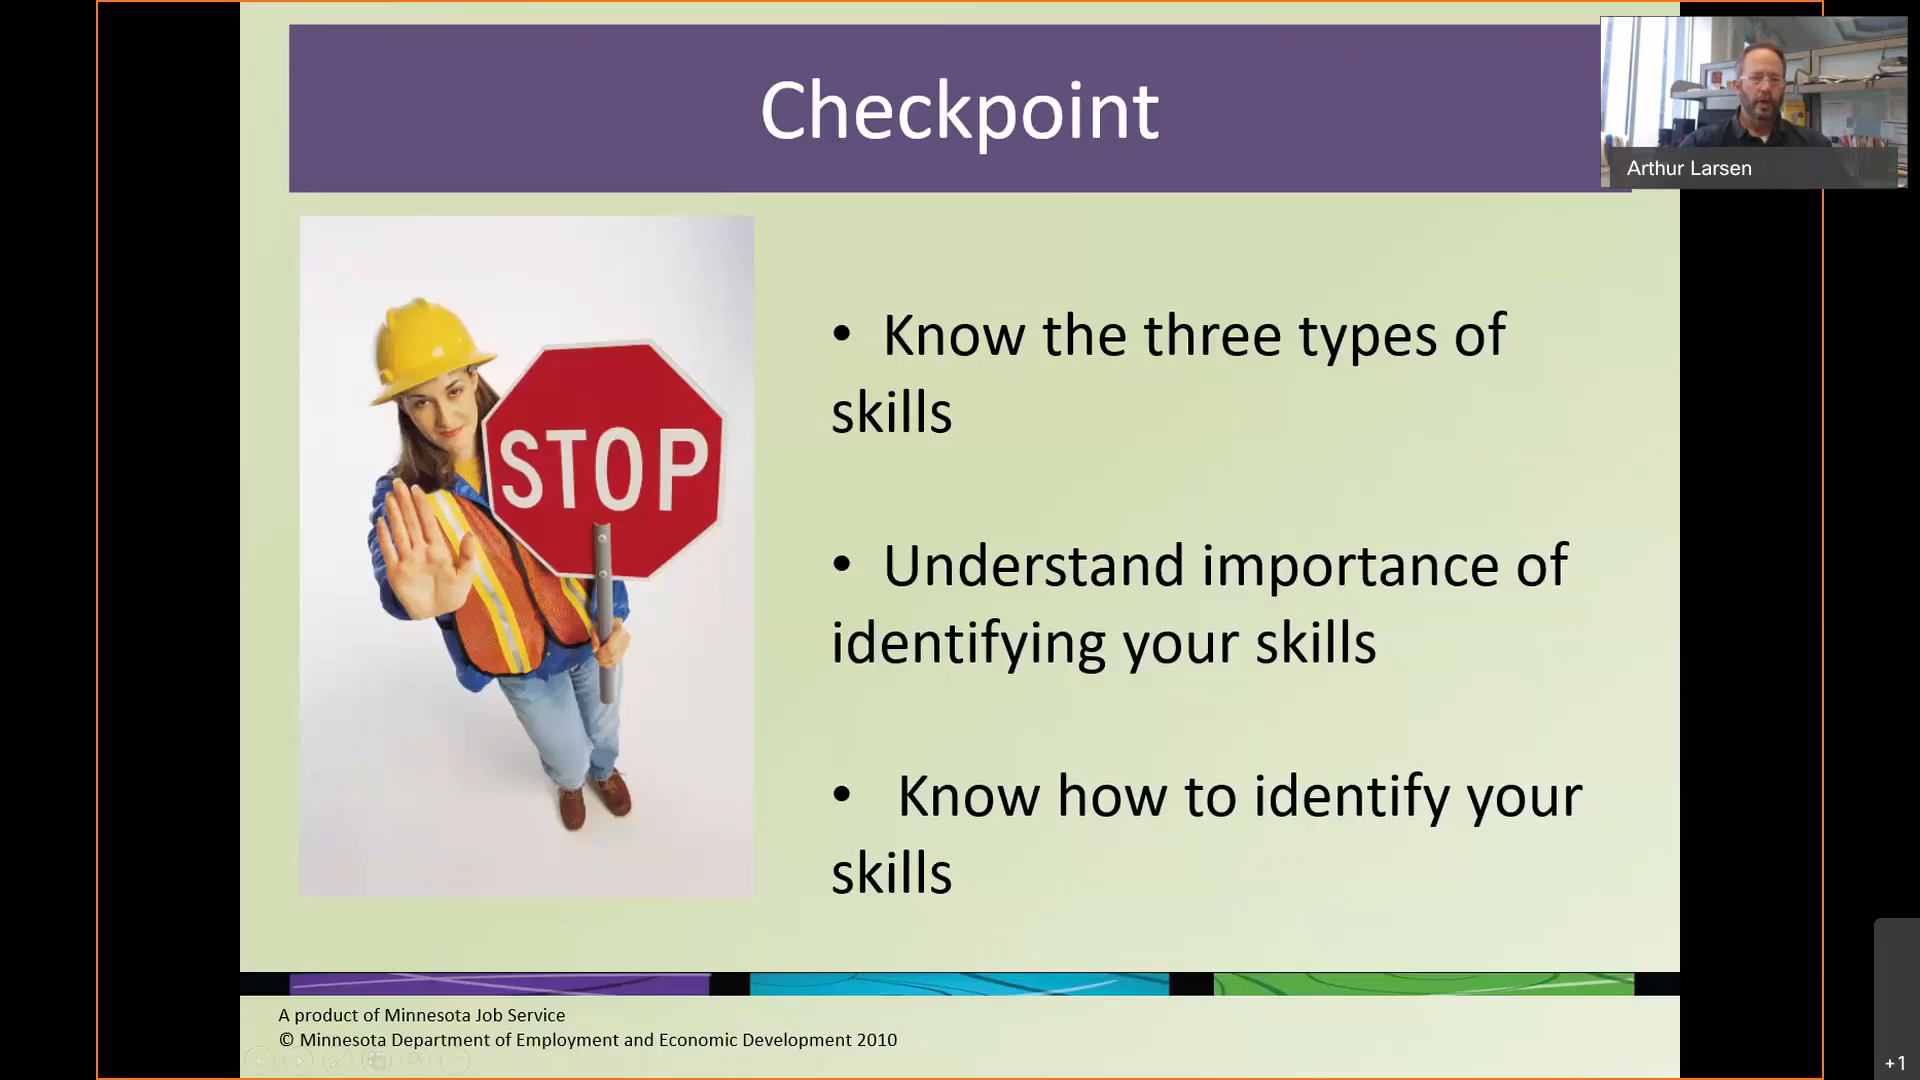 Checkpoint
Arthur Larsen
STOP
• Know the three types of
skills
• Understand importance of
identifying your skills
• Know how to identify your
skills
A product of Minnesota Job Service
© Minnesota Department of Employment and Economic Development 2010
+1